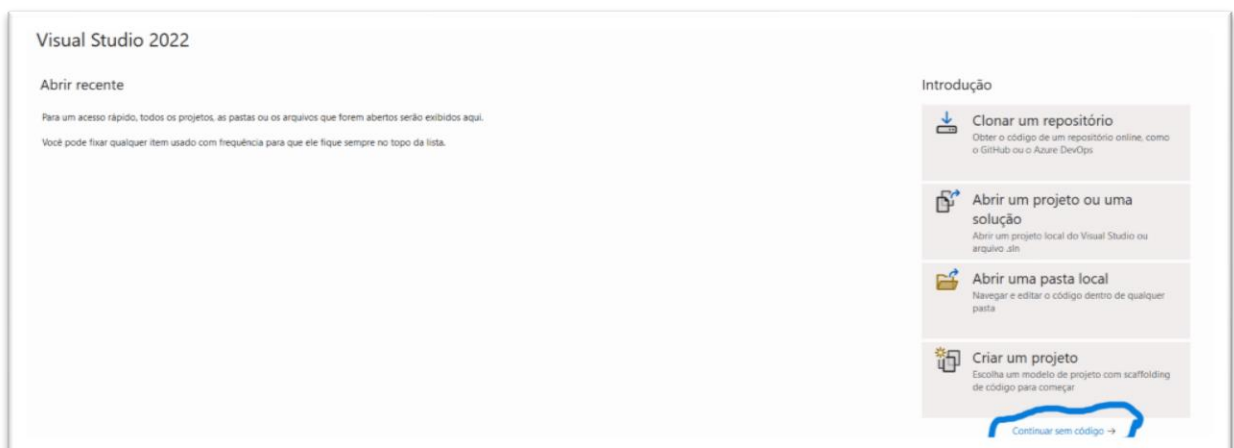 Visual Studio 2022
Abrir recente
Para um acesso rápido, todos os projetos, as pastas ou os arquivos que forem abertos serão exibidos aqui.
Você pode fixar qualquer item usado com frequência para que ele fique sempre no topo da lista.
Introdução
Clonar um repositório
Obter o código de um repositório online, como
o GitHub ou o Azure DevOps
Abrir um projeto ou uma
solução
Abrir um projeto local do Visual Studio ou
arquivo .sln
Abrir uma pasta local
Navegar e editar o código dentro de qualquer
pasta
Criar um projeto
Escolha um modelo de projeto com scaffolding
de código para começar
Continuar sem código →